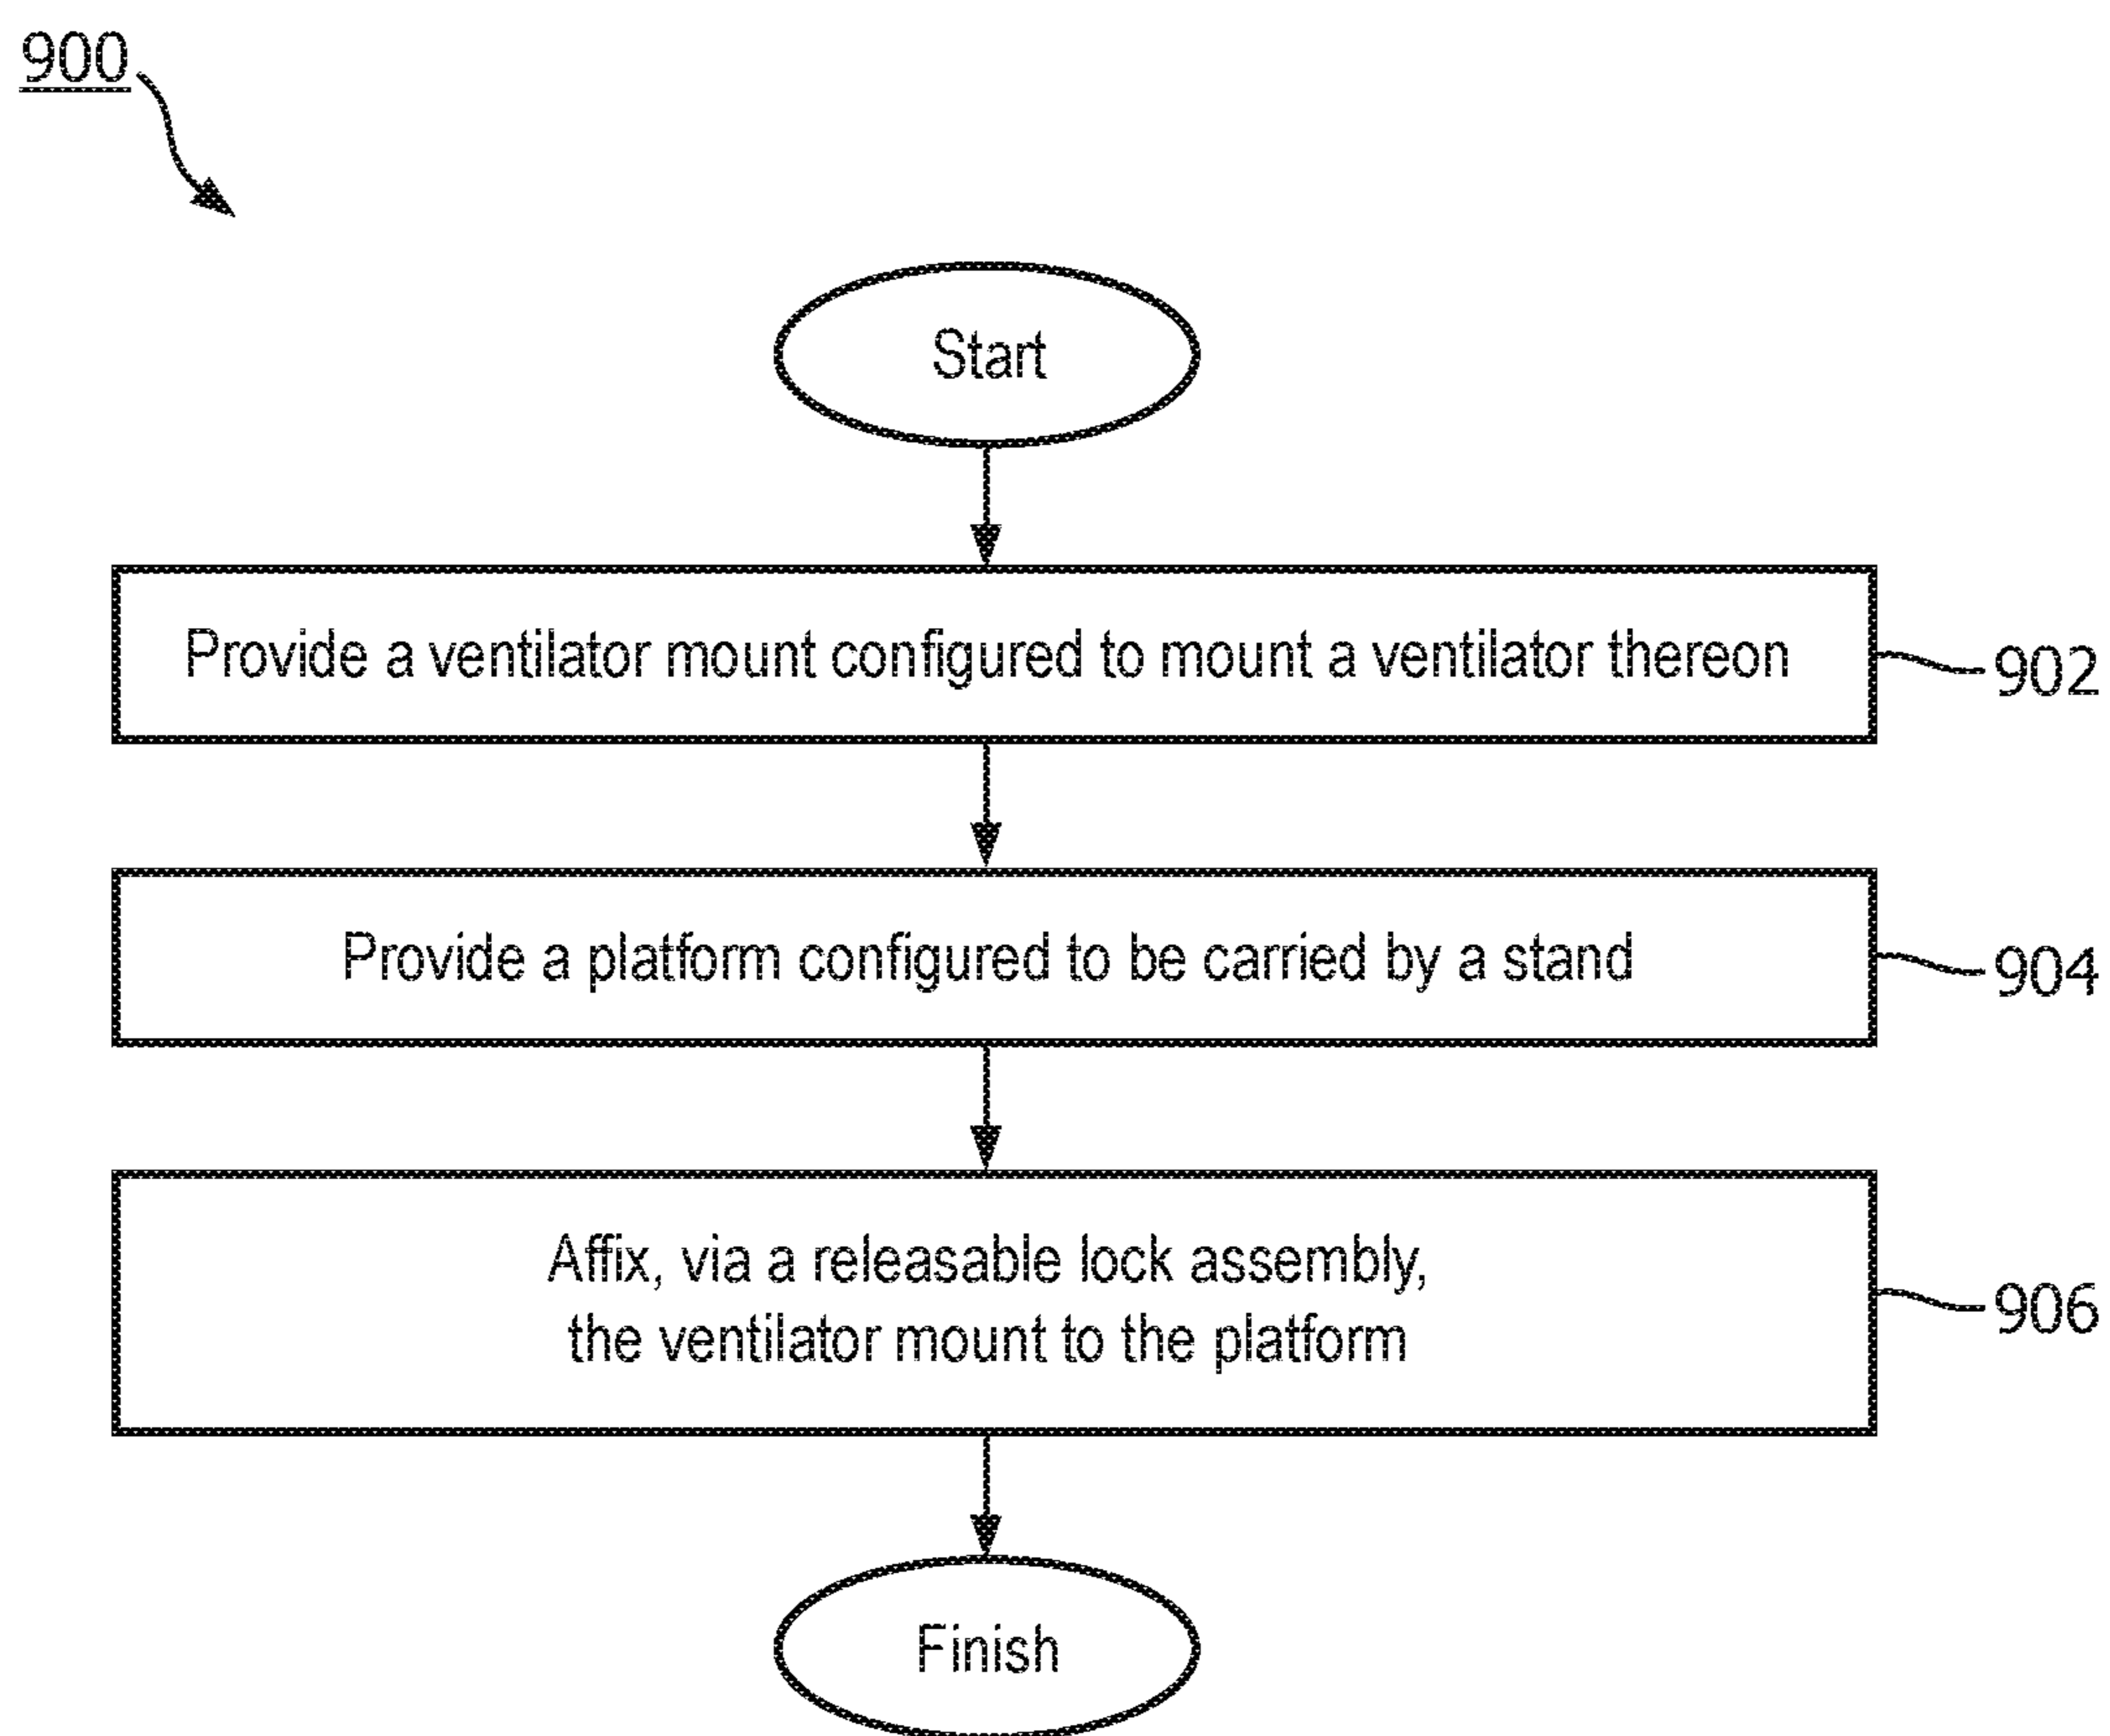 900
Start
Provide a ventilator mount configured to mount a ventilator thereon
902
Provide a platform configured to be carried by a stand
904
Affix, via a releasable lock assembly,
the ventilator mount to the platform
906
Finish